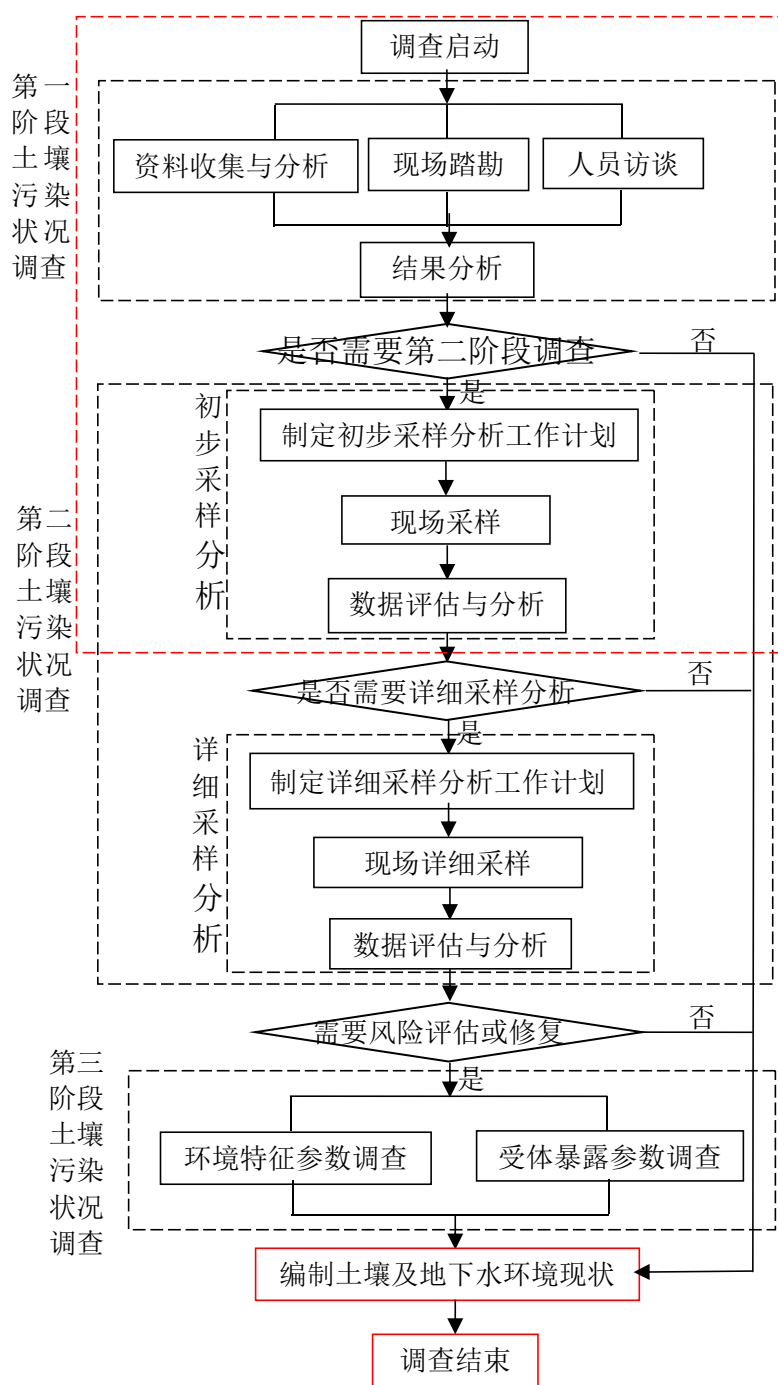 调查启动
第一
阶段
土壤
污染
状况
调查
资料收集与分析
现场踏勘
人员访谈
结果分析
是否需要第二阶段调查
否
是
第二
阶段
土壤
污染
状况
调查
初
步
采
样
分
析
制定初步采样分析工作计划
现场采样
数据评估与分析
是否需要详细采样分析
否
是
详
细
采
样
分
析
制定详细采样分析工作计划
现场详细采样
数据评估与分析
需要风险评估或修复
否
是
第三
阶段
土壤
污染
状况
调查
环境特征参数调查
受体暴露参数调查
编制土壤及地下水环境现状
调查结束